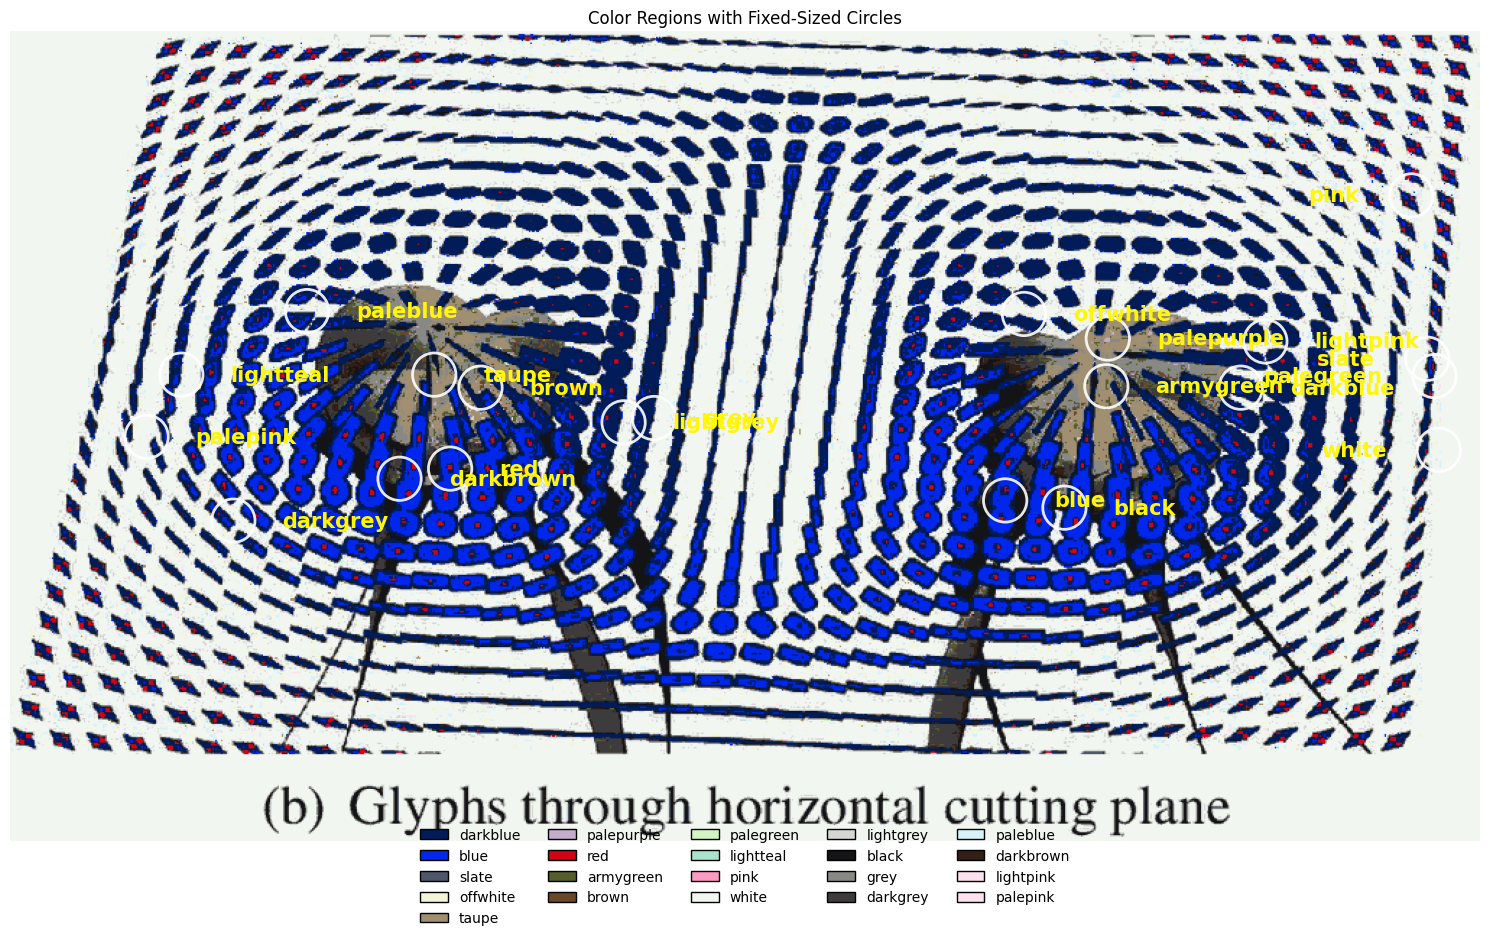 Color Regions with Fixed-Sized Circles
pink
paleblue
offwhite
palepurple
lightpink
slate
lightteal
taupe
palegreen
brown
armygreen
darkblue
lightgrey
grey
palepink
white
red
darkbrown
blue
black
darkgrey
(b) Glyphs through horizontal cutting plane
darkblue palepurple palegreen lightgrey paleblue
blue red lightteal black darkbrown
slate armygreen pink grey lightpink
offwhite brown white darkgrey palepink
taupe